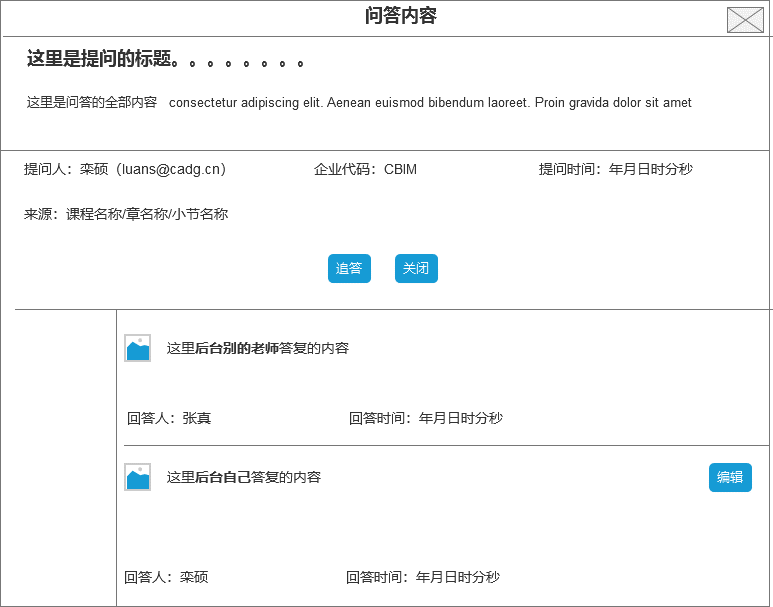 问答内容
这里是提问的标题。。。。。。。。
这里是问答的全部内容 consectetur adipiscing elit. Aenean euismod bibendum laoreet. Proin gravida dolor sit amet
提问人：栾硕（luans@cadg.cn） 企业代码：CBIM 提问时间：年月日时分秒
来源：课程名称/章名称/小节名称
追答 关闭
这里后台别的老师答复的内容
回答人：张真 回答时间：年月日时分秒
这里后台自己答复的内容 编辑
回答人：栾硕 回答时间：年月日时分秒